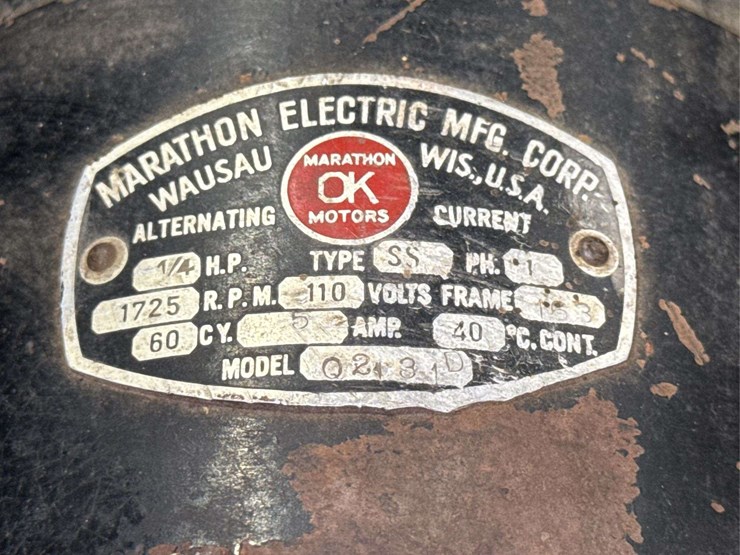 MARATHON ELECTRIC MFG. CORP.
WAUSAU WIS., U.S.A.
MARATHON
OK
MOTORS
ALTERNATING CURRENT
1/4 H.P. TYPE SS PH. 1
1725 R.P.M. 110 VOLTS FRAME
60 CY. 5 AMP. 40 °C. CONT.
MODEL